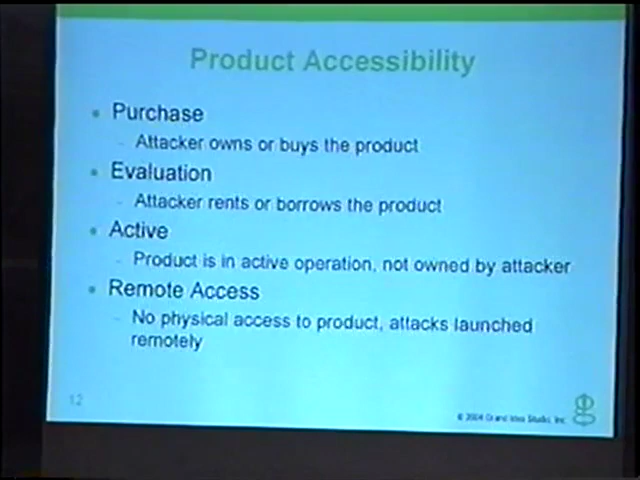 Product Accessibility
• Purchase
- Attacker owns or buys the product
• Evaluation
- Attacker rents or borrows the product
• Active
- Product is in active operation, not owned by attacker
• Remote Access
- No physical access to product, attacks launched
remotely
12
© 2004 Grand Idea Studio, Inc.